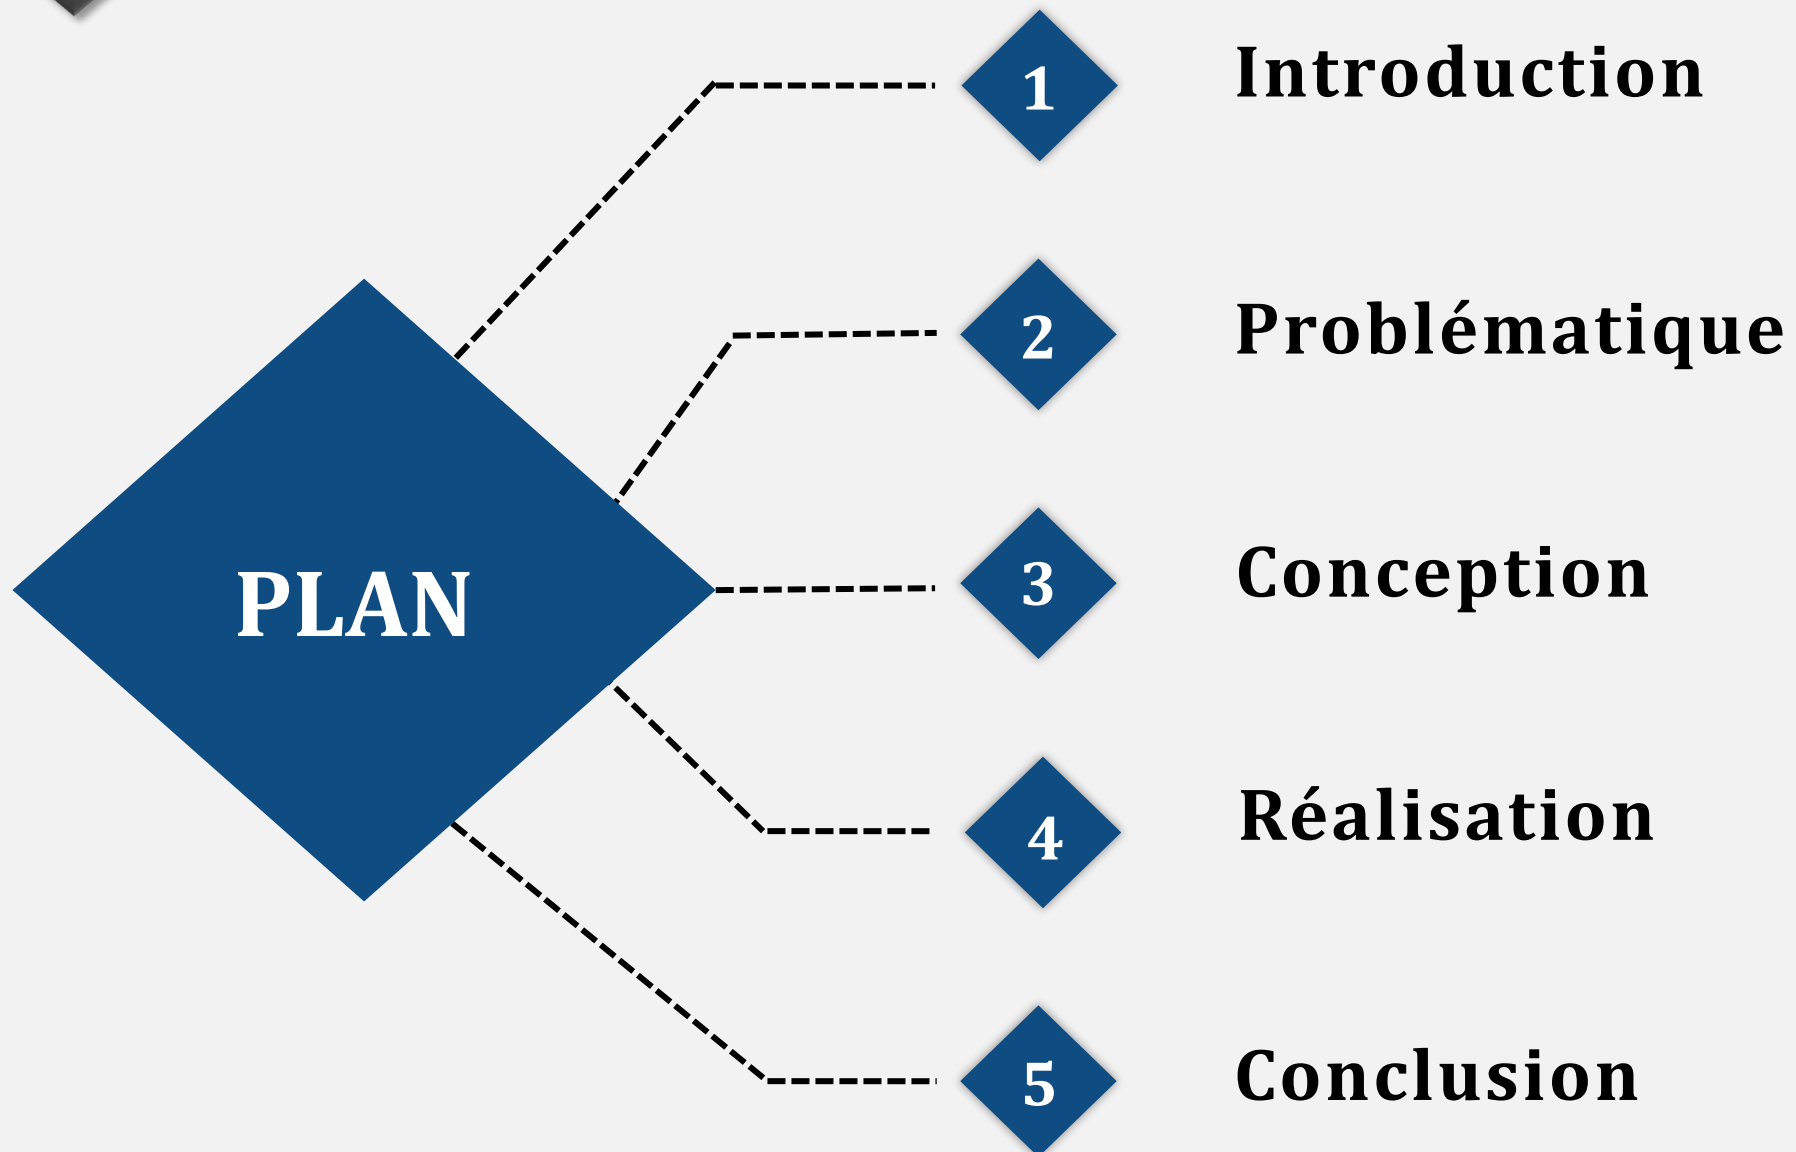 PLAN
1 Introduction
2 Problématique
3 Conception
4 Réalisation
5 Conclusion